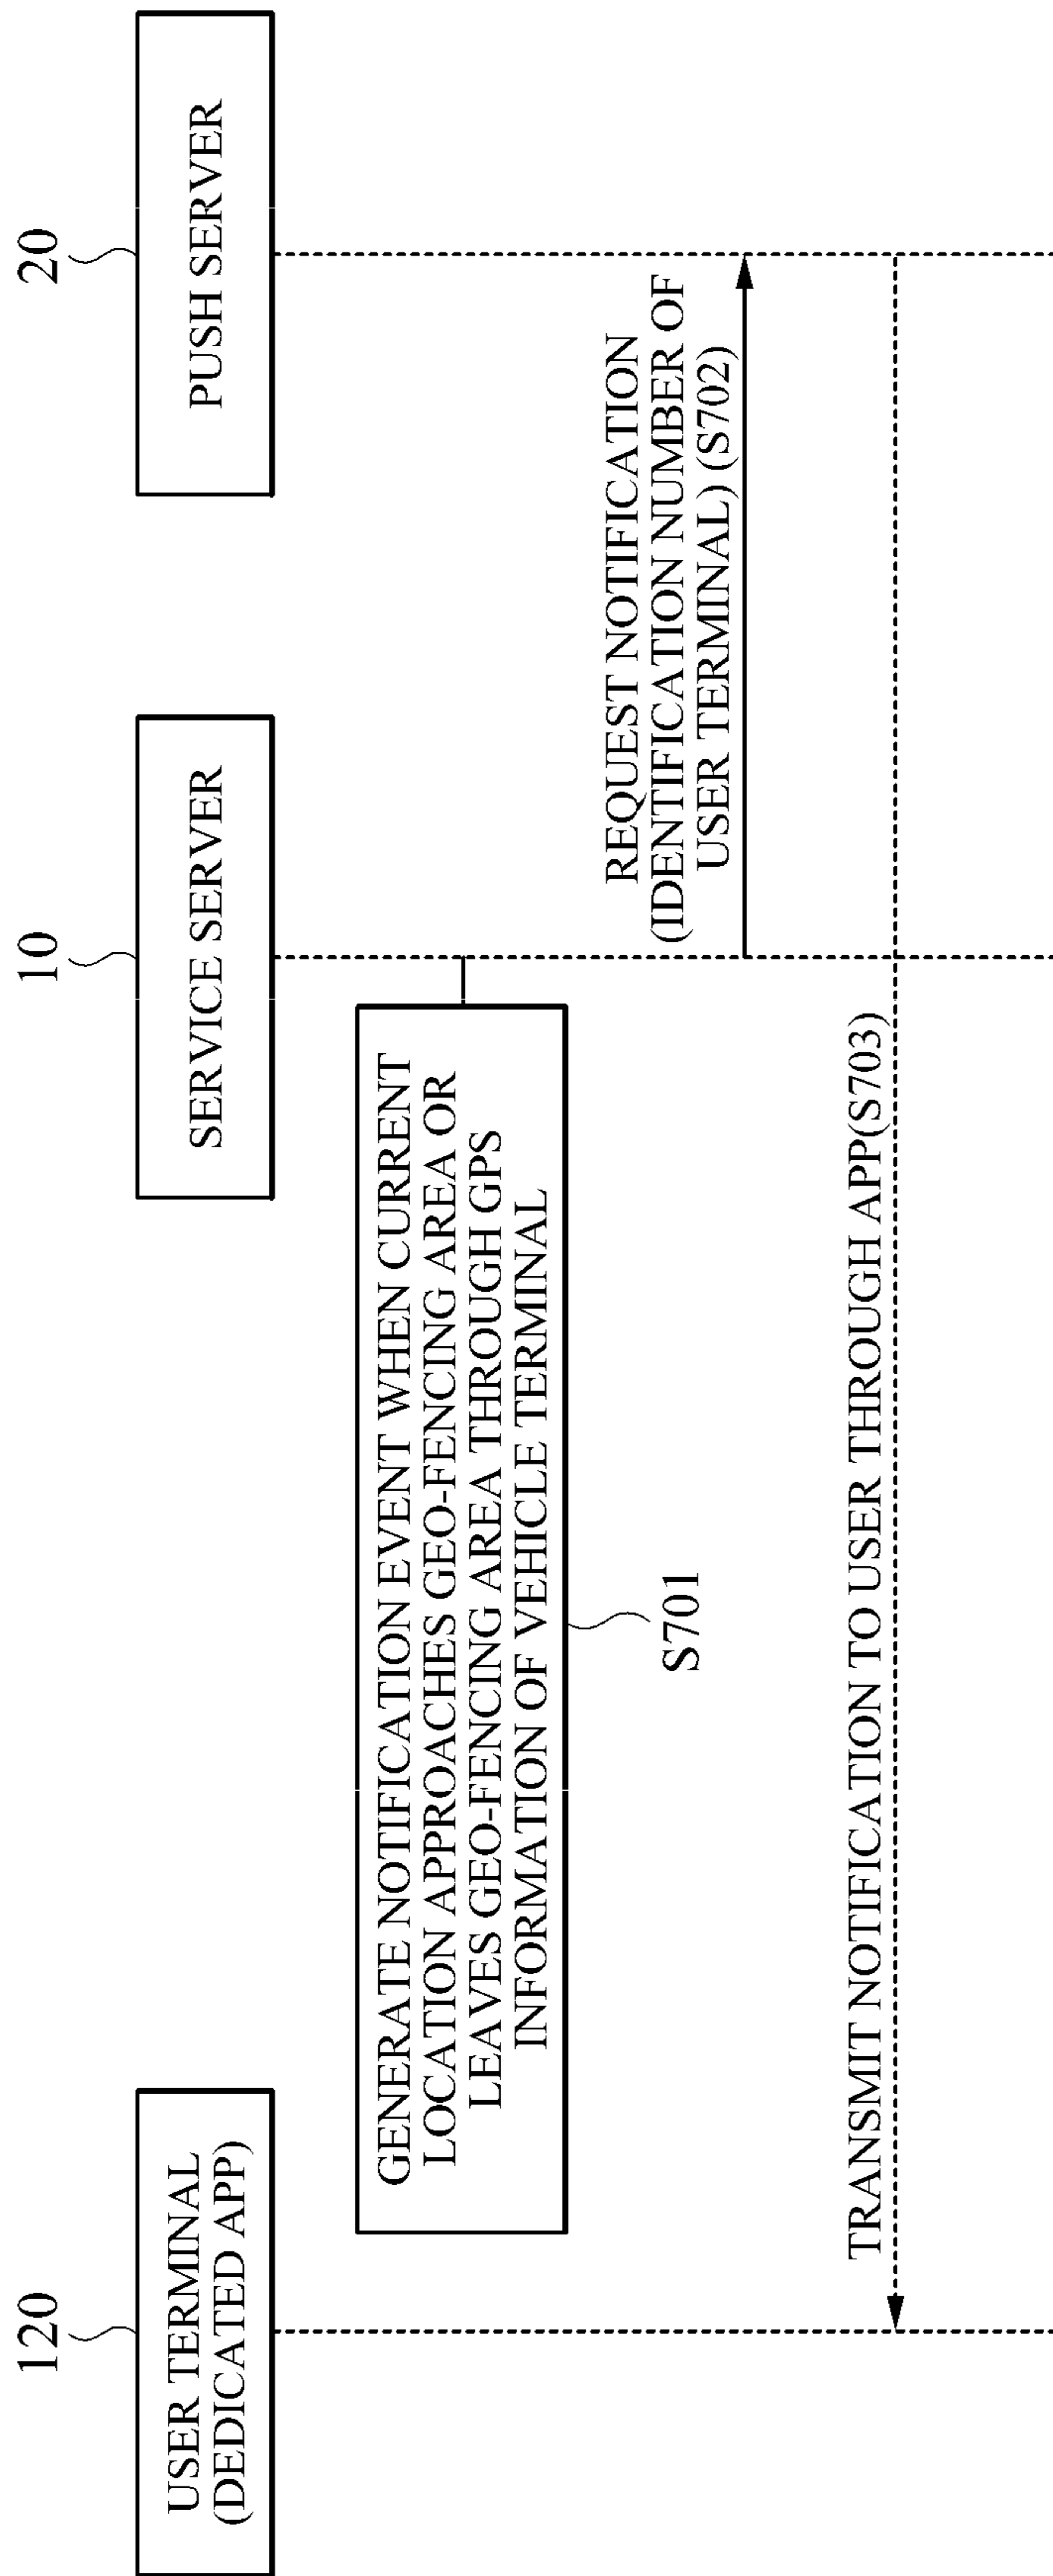 120
USER TERMINAL
(DEDICATED APP)
10
SERVICE SERVER
20
PUSH SERVER
GENERATE NOTIFICATION EVENT WHEN CURRENT
LOCATION APPROACHES GEO-FENCING AREA OR
LEAVES GEO-FENCING AREA THROUGH GPS
INFORMATION OF VEHICLE TERMINAL
S701
REQUEST NOTIFICATION
(IDENTIFICATION NUMBER OF
USER TERMINAL) (S702)
TRANSMIT NOTIFICATION TO USER THROUGH APP(S703)